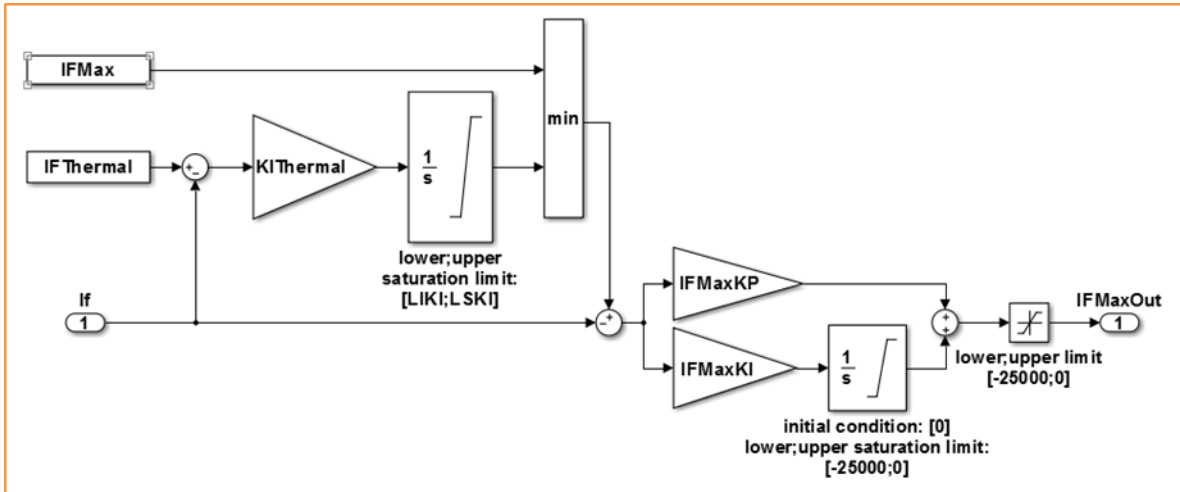 IFMax
IFThermal
+
-
KIThermal
1
s
lower;upper
saturation limit:
[LIKI;LSKI]
min
If
1
-
+
IFMaxKP
IFMaxKI
1
s
initial condition: [0]
lower;upper saturation limit:
[-25000;0]
+
+
lower;upper limit
[-25000;0]
IFMaxOut
1